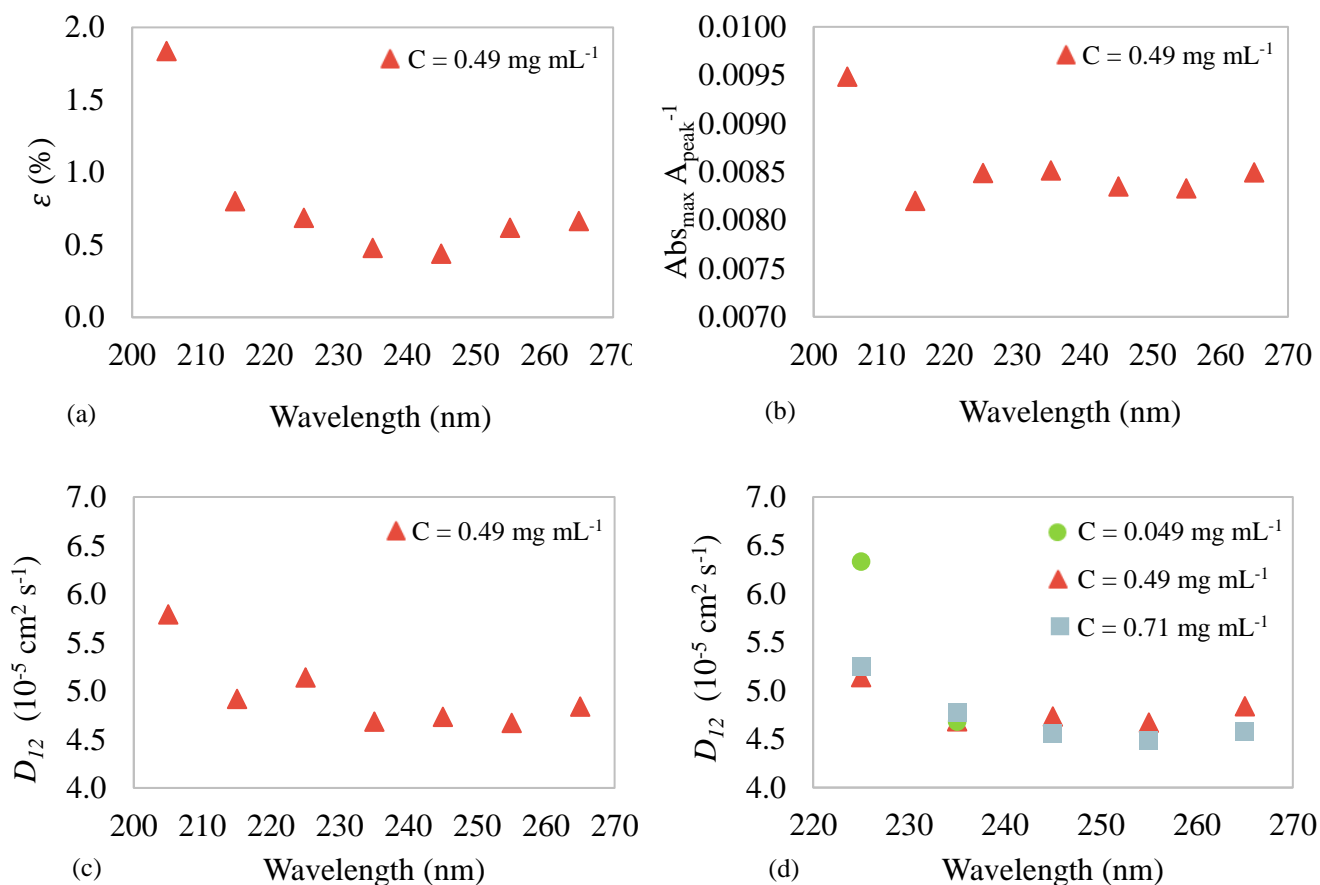 2.0
1.5
1.0
0.5
0.0
ε (%)
C = 0.49 mg mL⁻¹
200 210 220 230 240 250 260 270
(a)
Wavelength (nm)
0.0100
0.0095
0.0090
0.0085
0.0080
0.0075
0.0070
Abs_max A_peak⁻¹
C = 0.49 mg mL⁻¹
200 210 220 230 240 250 260 270
(b)
Wavelength (nm)
7.0
6.5
6.0
5.5
5.0
4.5
4.0
D₁₂ (10⁻⁵ cm² s⁻¹)
C = 0.49 mg mL⁻¹
200 210 220 230 240 250 260 270
(c)
Wavelength (nm)
7.0
6.5
6.0
5.5
5.0
4.5
4.0
D₁₂ (10⁻⁵ cm² s⁻¹)
C = 0.049 mg mL⁻¹
C = 0.49 mg mL⁻¹
C = 0.71 mg mL⁻¹
220 230 240 250 260 270
(d)
Wavelength (nm)